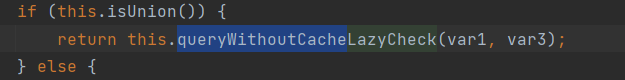 if (this.isUnion()) {
return this.queryWithoutCacheLazyCheck(var1, var3);
} else {